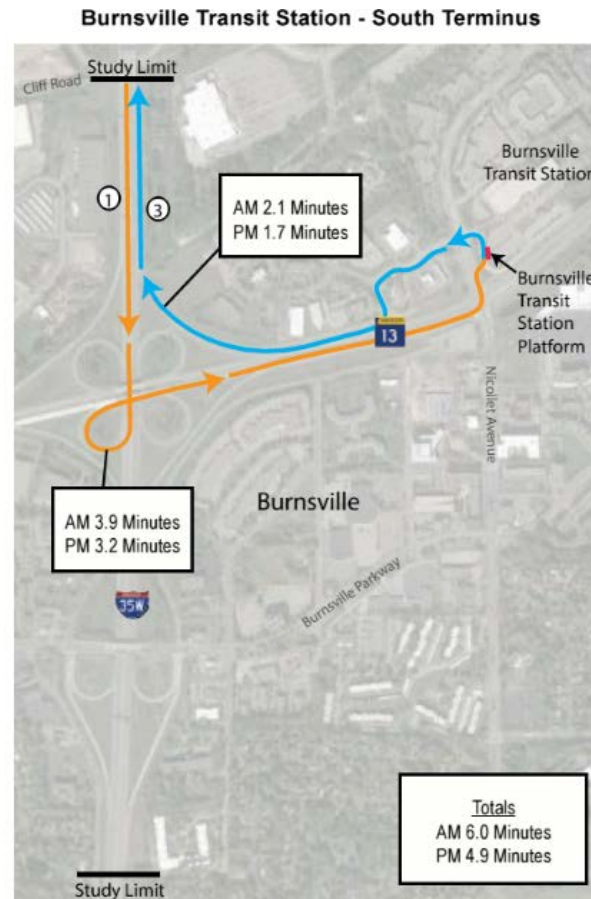 Burnsville Transit Station - South Terminus
Study Limit
Cliff Road
1
3
AM 2.1 Minutes
PM 1.7 Minutes
Burnsville
Transit Station
Burnsville
Transit
Station
Platform
13
Nicollet Avenue
AM 3.9 Minutes
PM 3.2 Minutes
Burnsville
35W
Burnsville Parkway
Totals
AM 6.0 Minutes
PM 4.9 Minutes
Study Limit